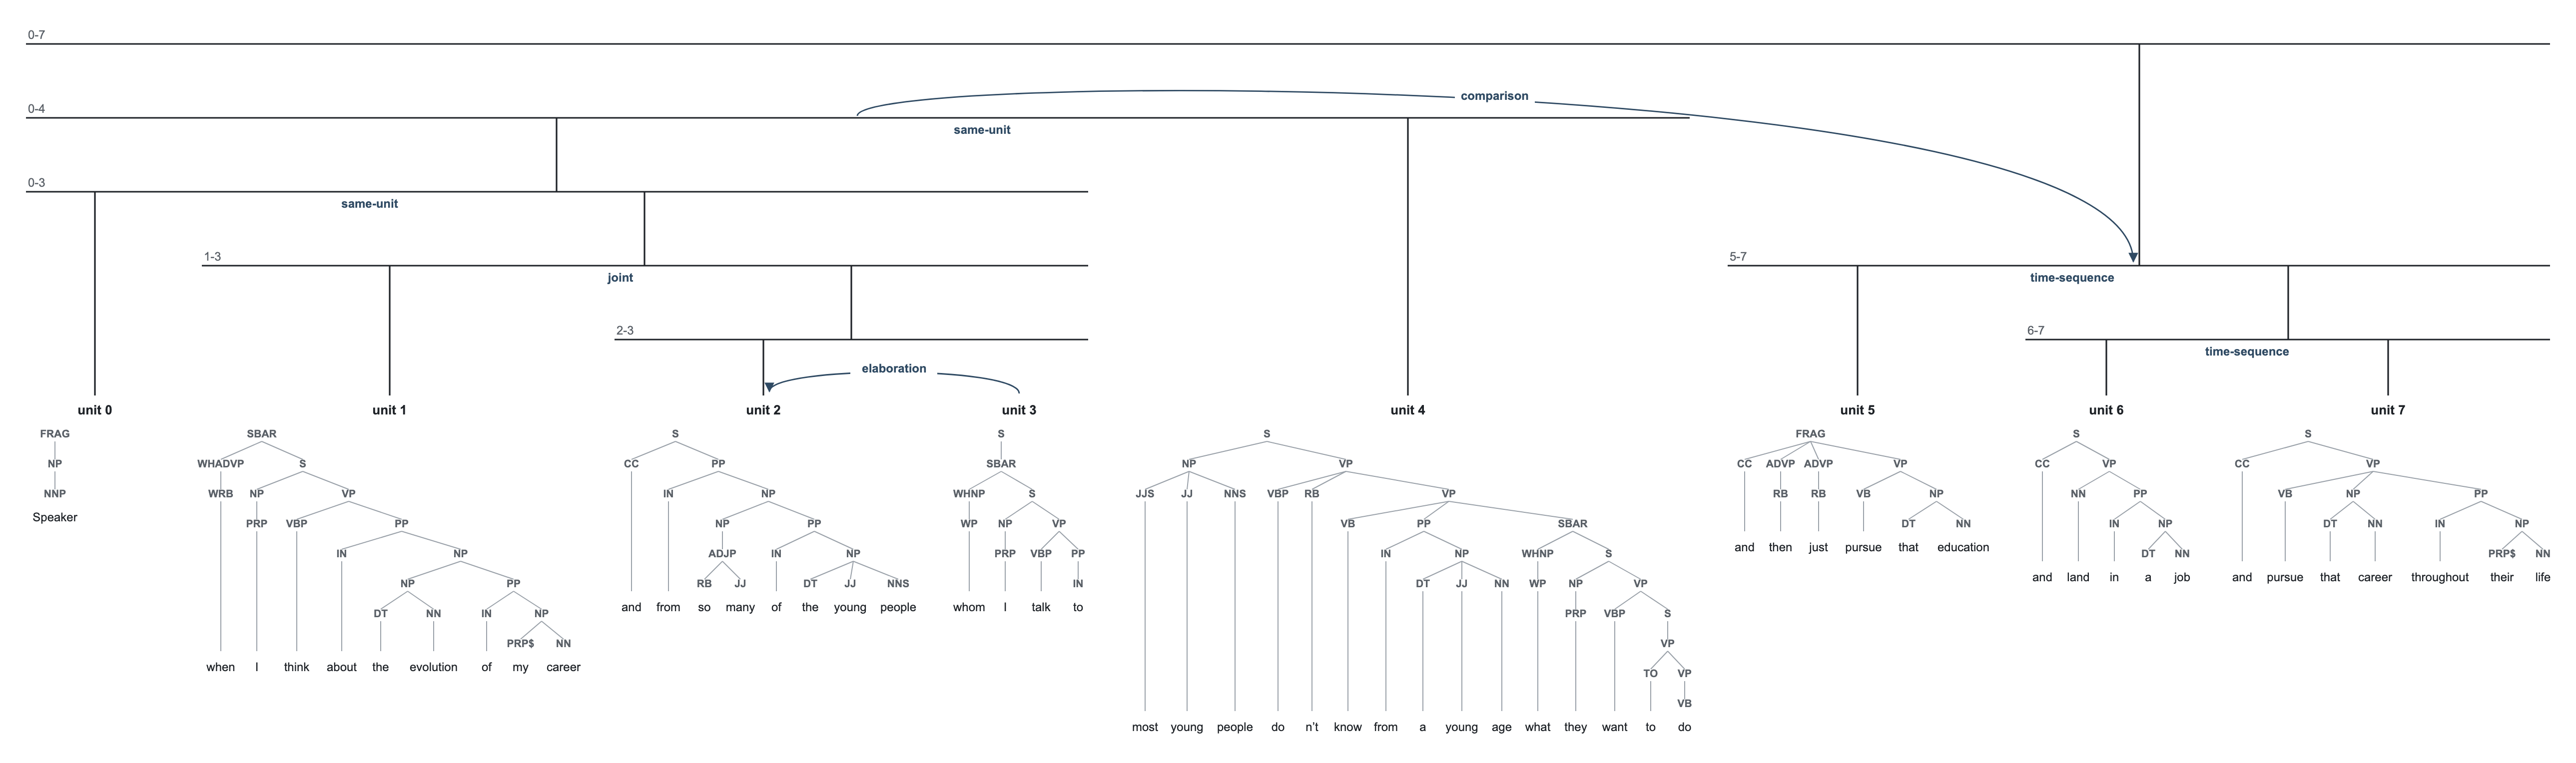 0-7
comparison
0-4
same-unit
0-3
same-unit
1-3 5-7
joint time-sequence
2-3 6-7
time-sequence
elaboration
unit 0 unit 1 unit 2 unit 3 unit 4 unit 5 unit 6 unit 7
FRAG SBAR S S S FRAG S S
NP WHADVP S CC PP SBAR NP VP CC ADVP ADVP VP CC VP CC VP
NNP WRB NP VP IN NP WHNP S JJS JJ NNS VBP RB VP RB RB VB NP NN PP VB NP PP
Speaker
PRP VBP PP NP PP WP NP VP VB PP SBAR DT NN IN NP DT NN IN NP
and then just pursue that education
IN NP ADJP IN NP PRP VBP PP IN NP WHNP S DT NN PRP$ NN
and land in a job and pursue that career throughout their life
NP PP RB JJ DT JJ NNS IN DT JJ NN WP NP VP
and from so many of the young people whom I talk to
DT NN IN NP PRP VBP S
PRP$ NN VP
when I think about the evolution of my career
TO VP
VB
most young people do n't know from a young age what they want to do